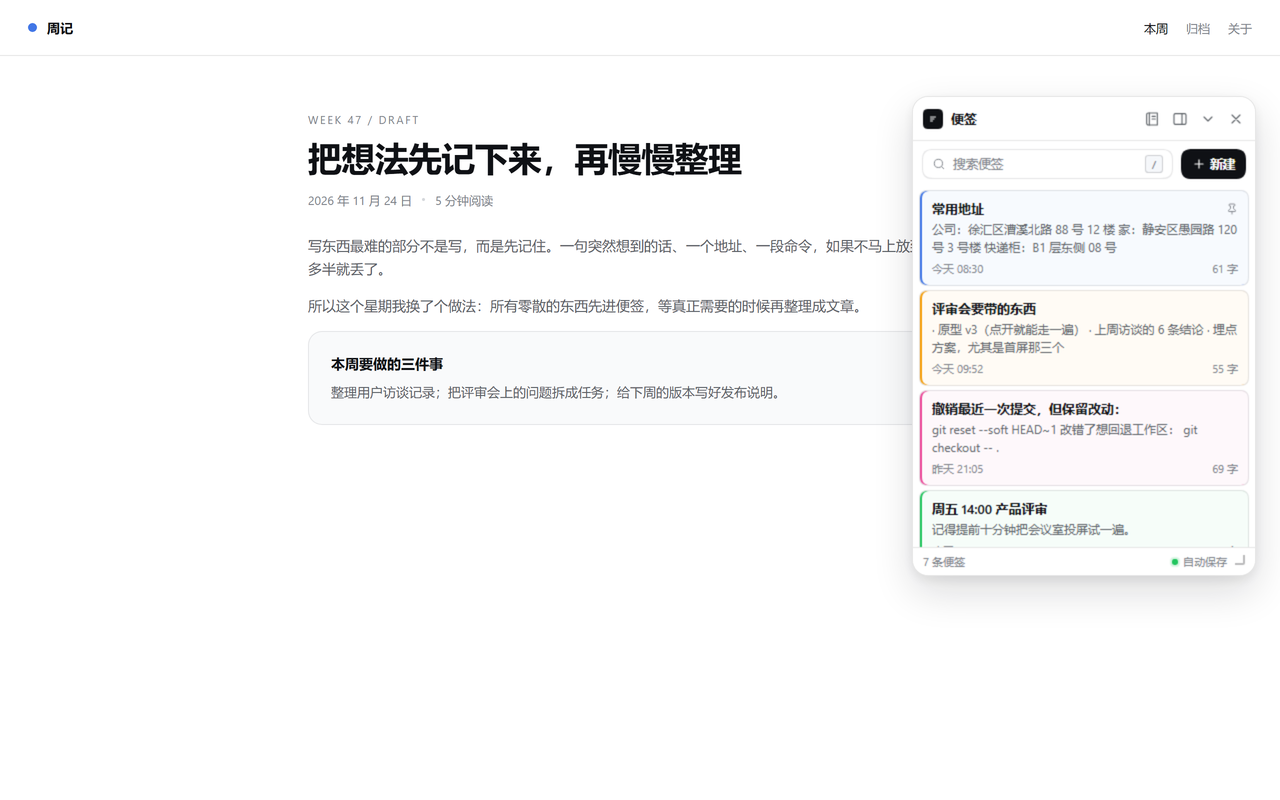 周记
本周 归档 关于
WEEK 47 / DRAFT
把想法先记下来，再慢慢整理
2026 年 11 月 24 日 • 5 分钟阅读
写东西最难的部分不是写，而是先记住。一句突然想到的话、一个地址、一段命令，如果不马上放
多半就丢了。
所以这个星期我换了个做法：所有零散的东西先进便签，等真正需要的时候再整理成文章。
本周要做的三件事
整理用户访谈记录；把评审会上的问题拆成任务；给下周的版本写好发布说明。
便签
搜索便签 /
+ 新建
常用地址
公司：徐汇区漕溪北路 88 号 12 楼 家：静安区愚园路 120
号 3 号楼 快递柜：B1 层东侧 08 号
今天 08:30 61 字
评审会要带的东西
· 原型 v3（点开就能走一遍） · 上周访谈的 6 条结论 · 埋点
方案，尤其是首屏那三个
今天 09:52 55 字
撤销最近一次提交，但保留改动：
git reset --soft HEAD~1 改错了想回退工作区： git
checkout -- .
昨天 21:05 69 字
周五 14:00 产品评审
记得提前十分钟把会议室投屏试一遍。
7 条便签 自动保存